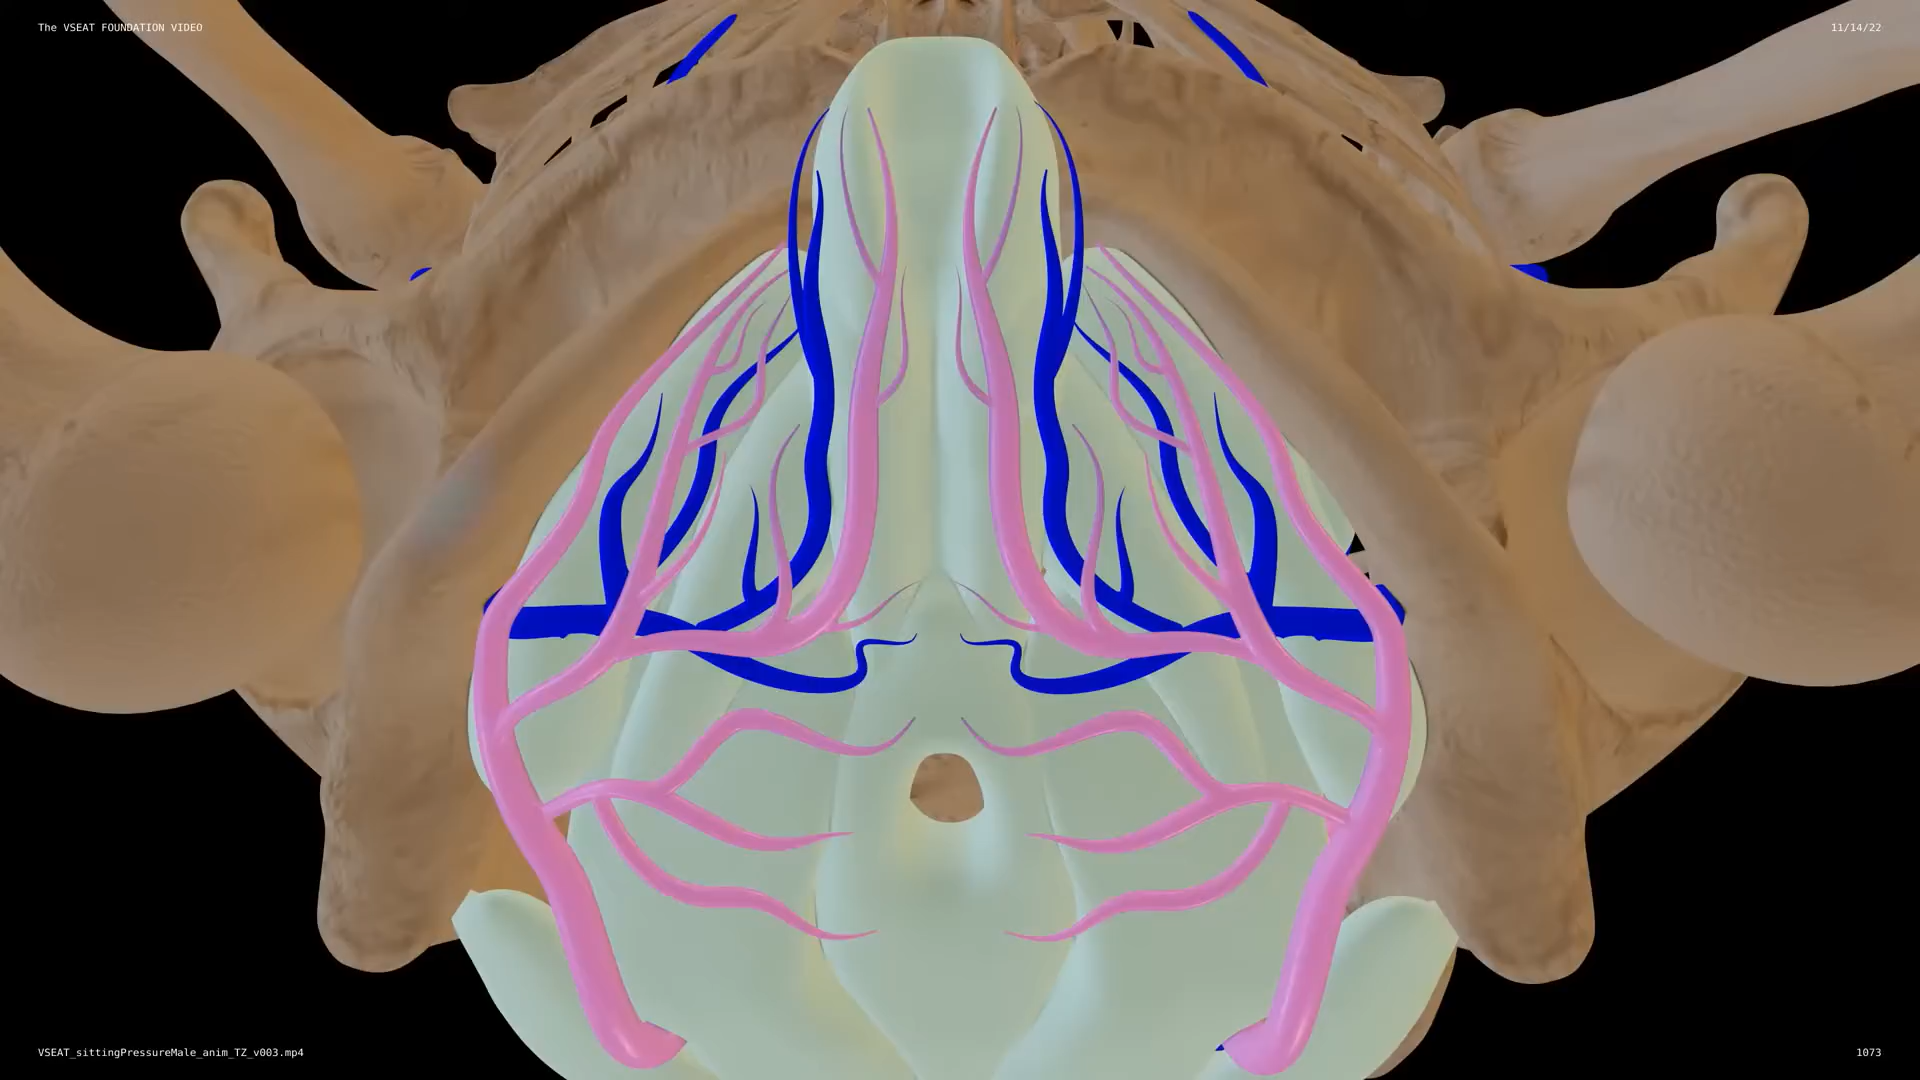 The VSEAT FOUNDATION VIDEO
11/14/22
VSEAT_sittingPressureMale_anim_TZ_v003.mp4
1073